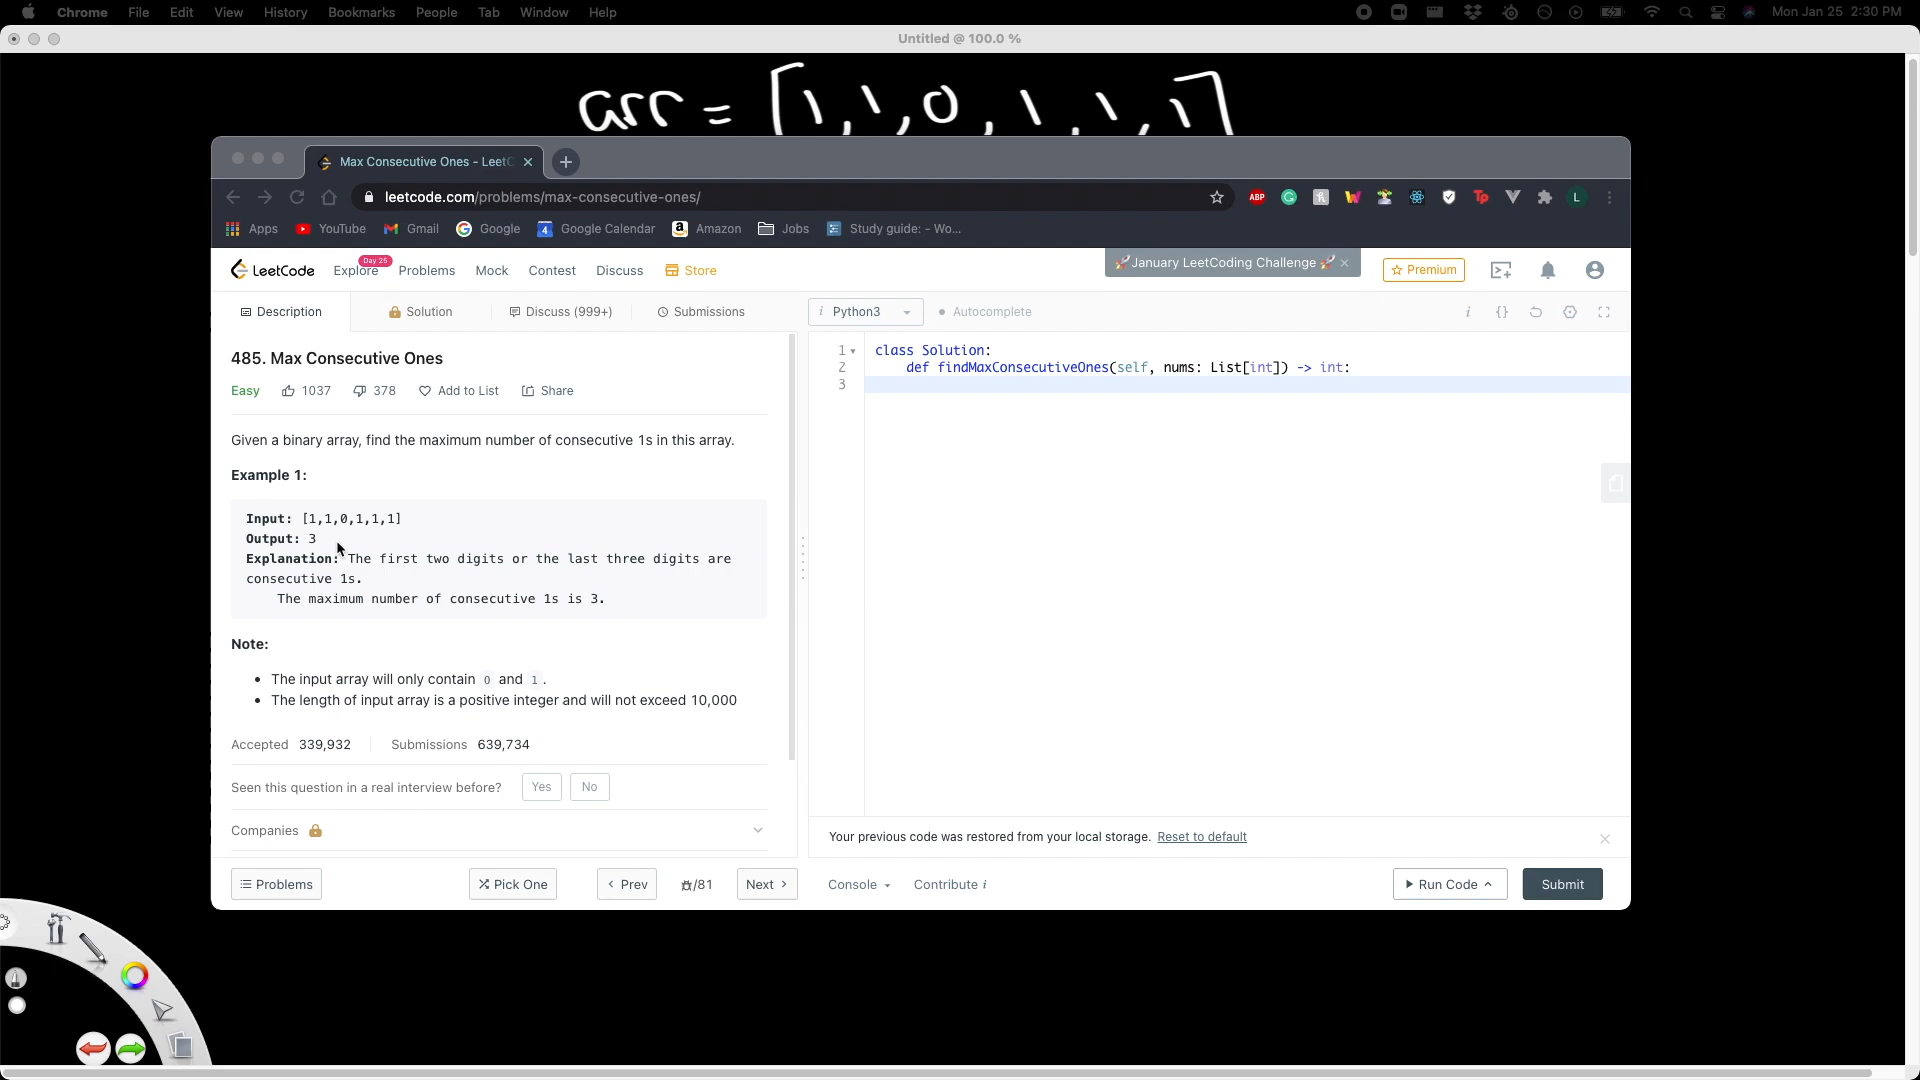 Chrome File Edit View History Bookmarks People Tab Window Help Mon Jan 25 2:30 PM
Untitled @ 100.0 %
arr = [1,1,0,1,1,1]
Max Consecutive Ones - LeetC
leetcode.com/problems/max-consecutive-ones/ ABP Tp L
Apps YouTube Gmail Google 4 Google Calendar Amazon Jobs Study guide: - Wo...
LeetCode Explore Day 25 Problems Mock Contest Discuss Store January LeetCoding Challenge Premium
Description Solution Discuss (999+) Submissions i Python3 Autocomplete i {}
485. Max Consecutive Ones
Easy 1037 378 Add to List Share
Given a binary array, find the maximum number of consecutive 1s in this array.
Example 1:
Input: [1,1,0,1,1,1]
Output: 3
Explanation: The first two digits or the last three digits are
consecutive 1s.
The maximum number of consecutive 1s is 3.
Note:
• The input array will only contain 0 and 1.
• The length of input array is a positive integer and will not exceed 10,000
Accepted 339,932 Submissions 639,734
Seen this question in a real interview before? Yes No
Companies
1 class Solution:
2 def findMaxConsecutiveOnes(self, nums: List[int]) -> int:
3
Your previous code was restored from your local storage. Reset to default
Problems Pick One Prev /81 Next Console Contribute i Run Code Submit